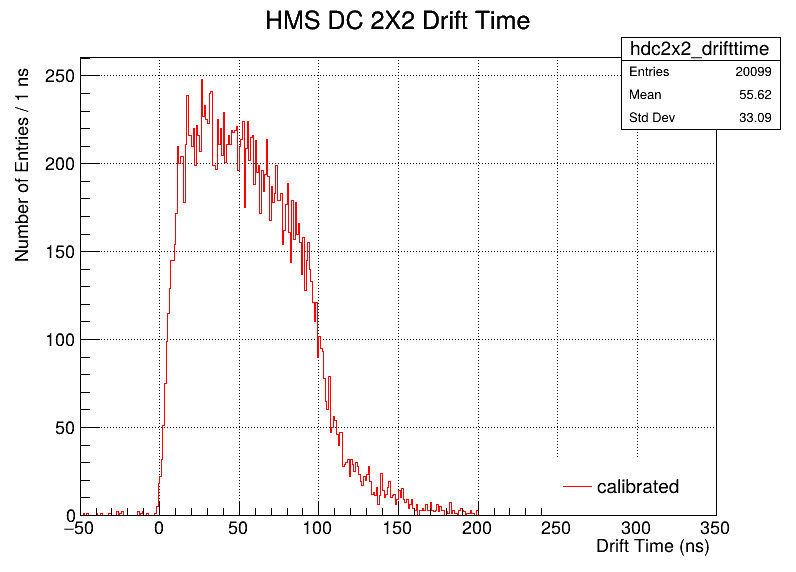 HMS DC 2X2 Drift Time
hdc2x2_drifttime
Entries 20099
Mean 55.62
Std Dev 33.09
Number of Entries / 1 ns
250
200
150
100
50
0
−50 0 50 100 150 200 250 300 350
Drift Time (ns)
calibrated